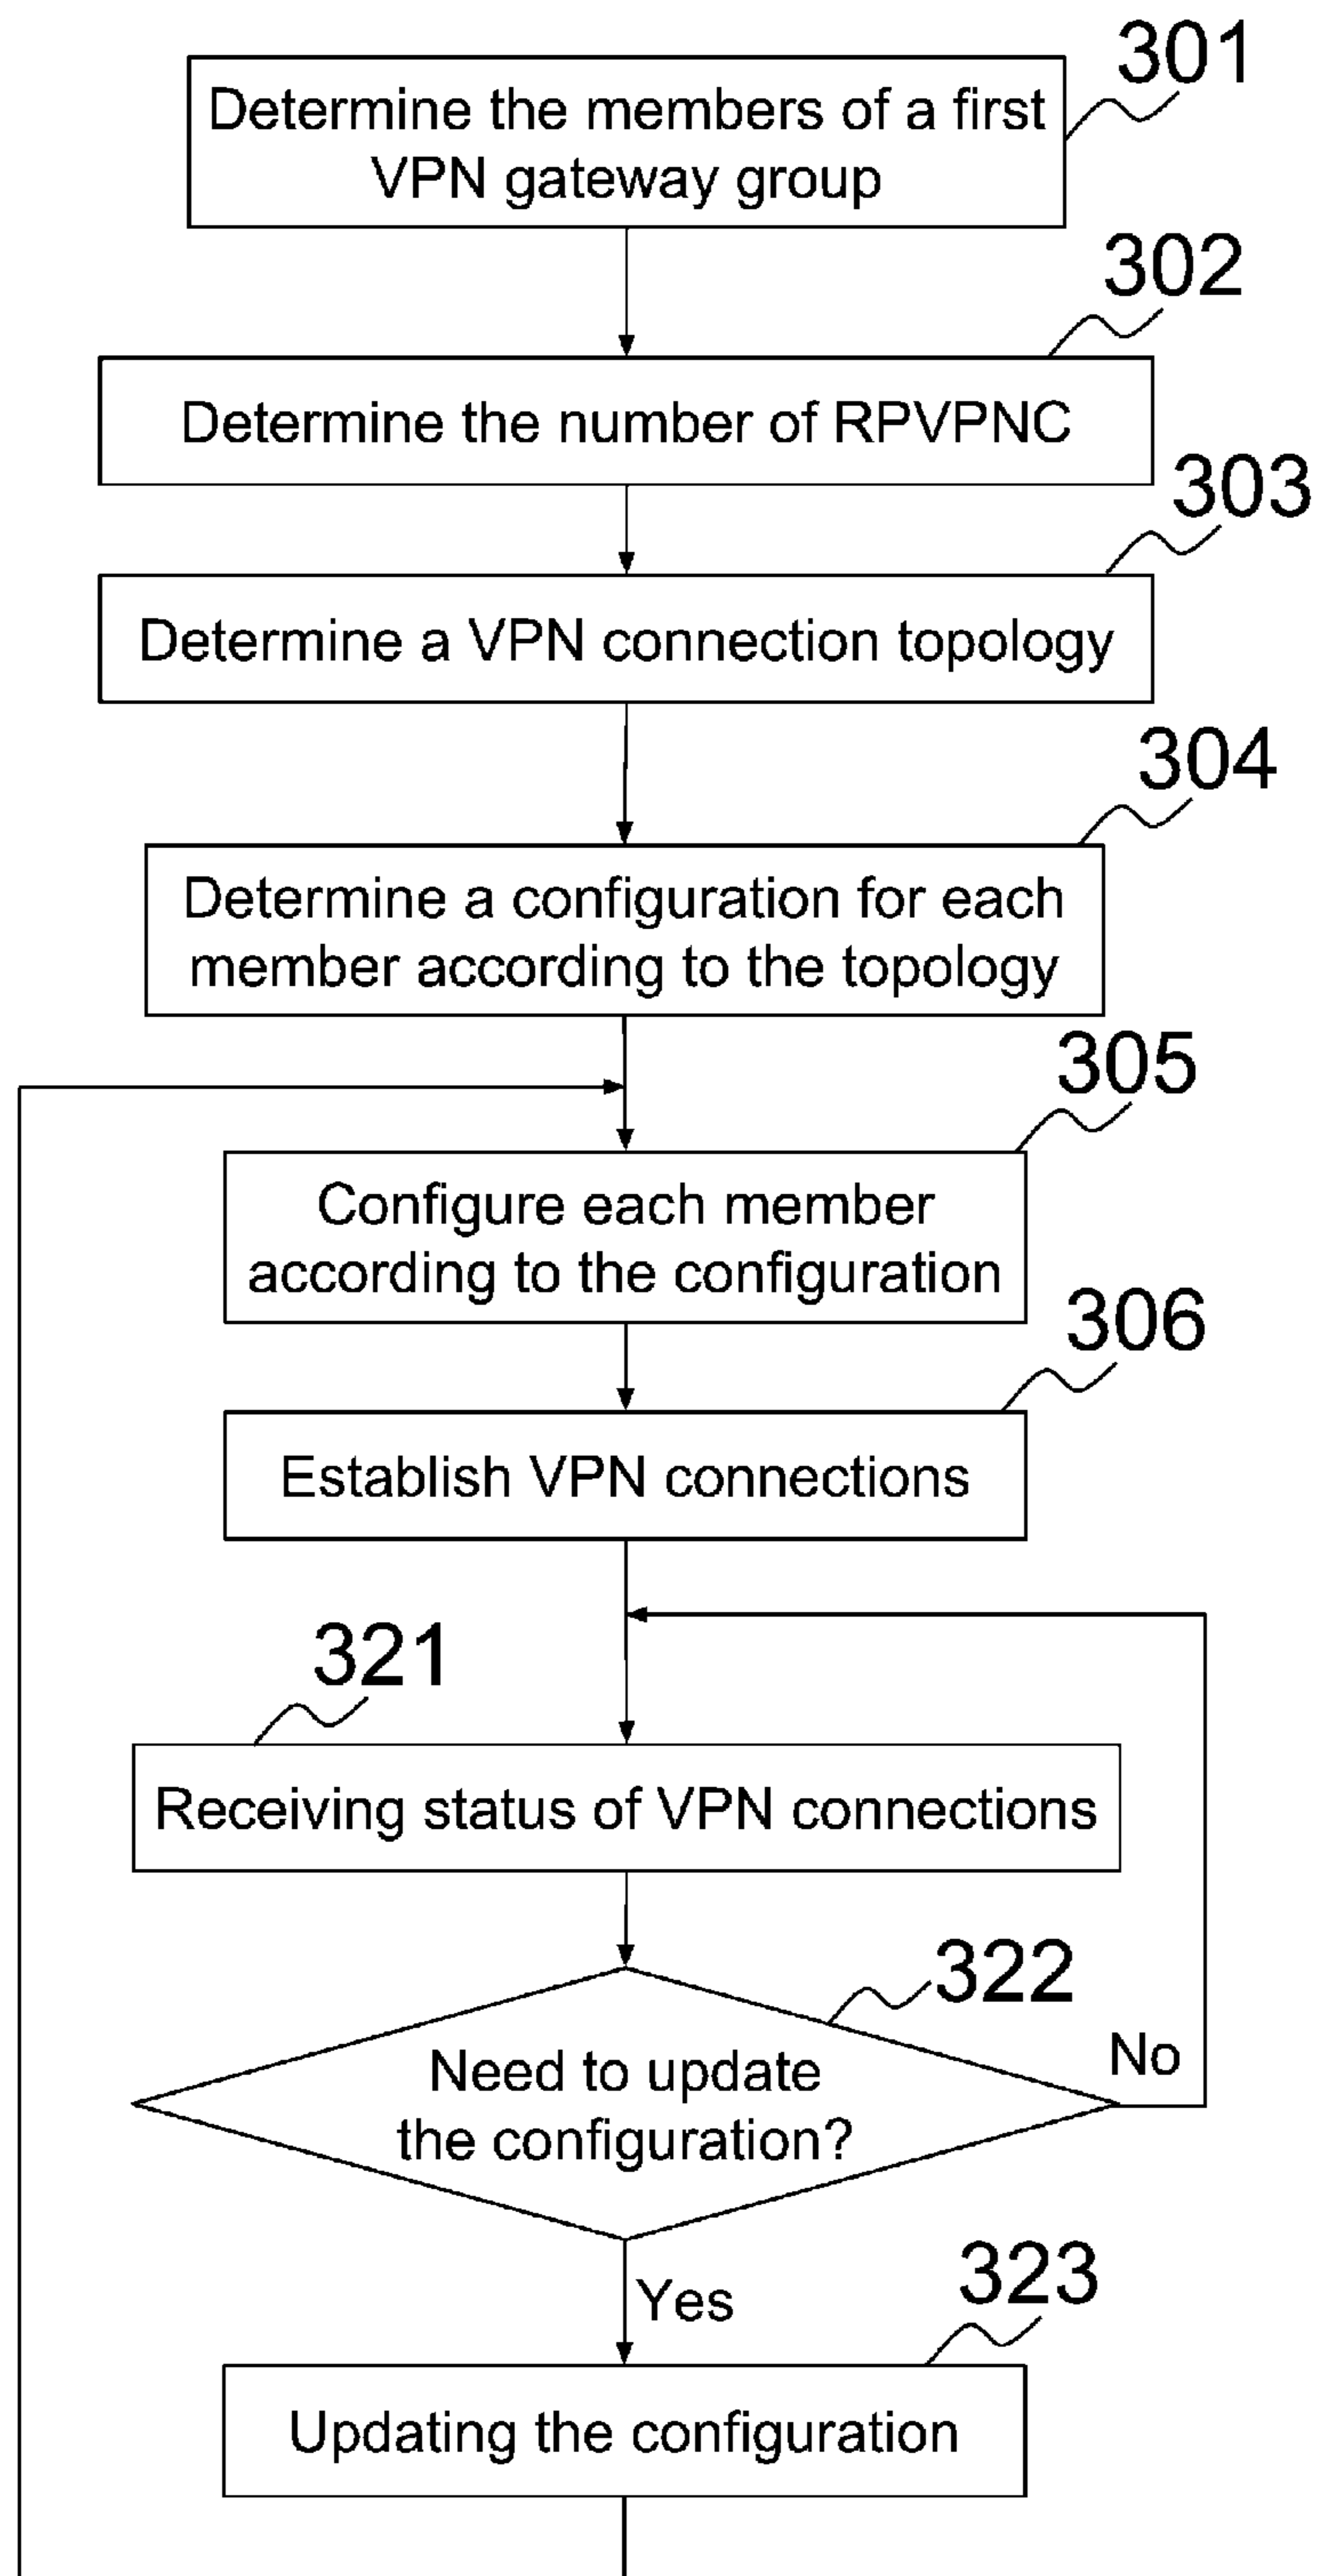 301
Determine the members of a first
VPN gateway group
302
Determine the number of RPVPNC
303
Determine a VPN connection topology
304
Determine a configuration for each
member according to the topology
305
Configure each member
according to the configuration
306
Establish VPN connections
321
Receiving status of VPN connections
322
Need to update
the configuration?
No
Yes
323
Updating the configuration